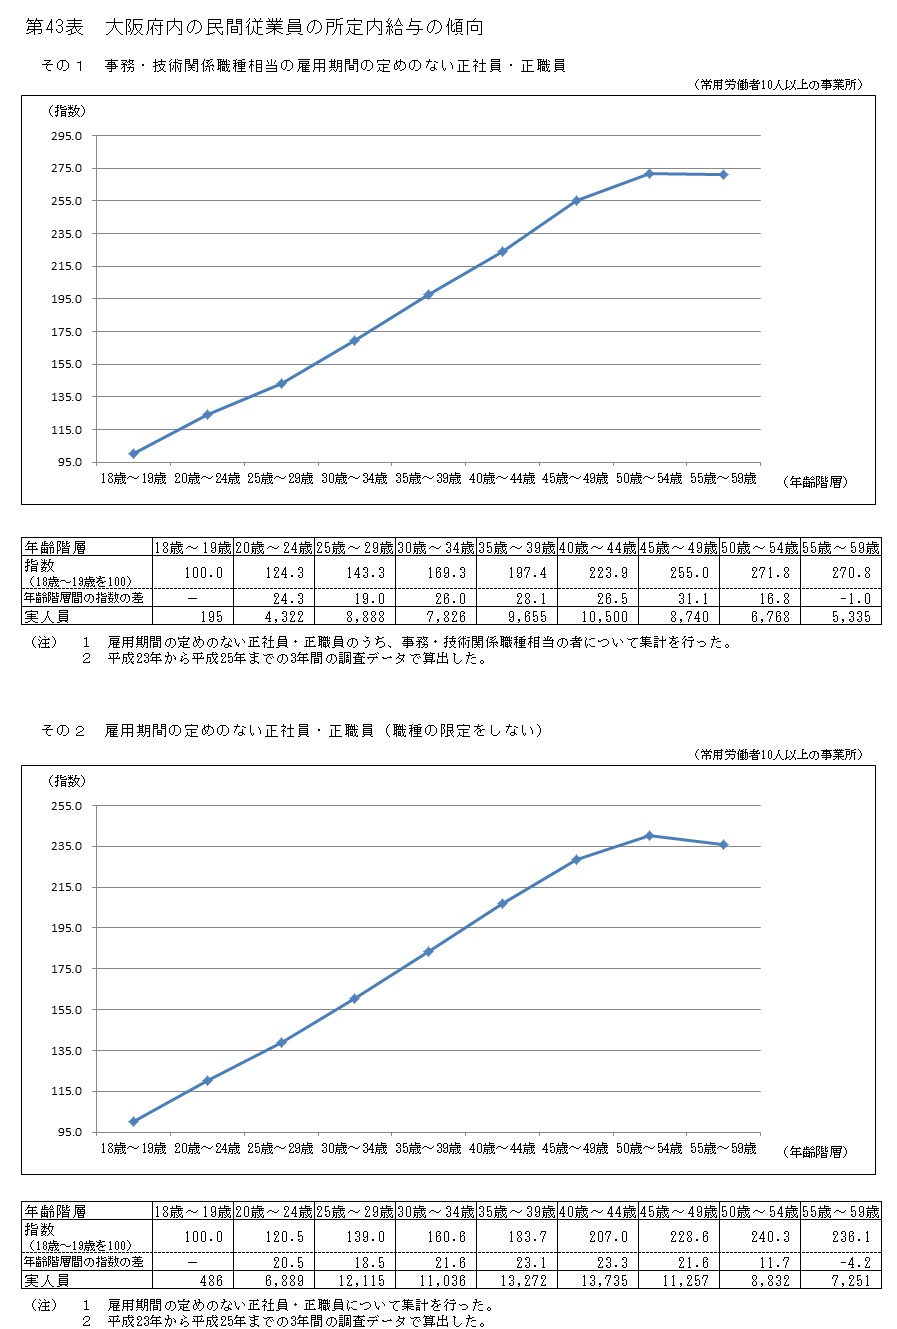 第43表　大阪府内の民間従業員の所定内給与の傾向
その１　事務・技術関係職種相当の雇用期間の定めのない正社員・正職員
（常用労働者10人以上の事業所）
（指数）
295.0
275.0
255.0
235.0
215.0
195.0
175.0
155.0
135.0
115.0
95.0
18歳～19歳 20歳～24歳 25歳～29歳 30歳～34歳 35歳～39歳 40歳～44歳 45歳～49歳 50歳～54歳 55歳～59歳
（年齢階層）
年齢階層 18歳～19歳 20歳～24歳 25歳～29歳 30歳～34歳 35歳～39歳 40歳～44歳 45歳～49歳 50歳～54歳 55歳～59歳
指数
（18歳～19歳を100） 100.0 124.3 143.3 169.3 197.4 223.9 255.0 271.8 270.8
年齢階層間の指数の差 － 24.3 19.0 26.0 28.1 26.5 31.1 16.8 -1.0
実人員 195 4,322 8,888 7,826 9,655 10,500 8,740 6,768 5,335
（注）　１　雇用期間の定めのない正社員・正職員のうち、事務・技術関係職種相当の者について集計を行った。
２　平成23年から平成25年までの3年間の調査データで算出した。
その２　雇用期間の定めのない正社員・正職員（職種の限定をしない）
（常用労働者10人以上の事業所）
（指数）
255.0
235.0
215.0
195.0
175.0
155.0
135.0
115.0
95.0
18歳～19歳 20歳～24歳 25歳～29歳 30歳～34歳 35歳～39歳 40歳～44歳 45歳～49歳 50歳～54歳 55歳～59歳
（年齢階層）
年齢階層 18歳～19歳 20歳～24歳 25歳～29歳 30歳～34歳 35歳～39歳 40歳～44歳 45歳～49歳 50歳～54歳 55歳～59歳
指数
（18歳～19歳を100） 100.0 120.5 139.0 160.6 183.7 207.0 228.6 240.3 236.1
年齢階層間の指数の差 － 20.5 18.5 21.6 23.1 23.3 21.6 11.7 -4.2
実人員 486 6,889 12,115 11,036 13,272 13,735 11,257 8,832 7,251
（注）　１　雇用期間の定めのない正社員・正職員について集計を行った。
２　平成23年から平成25年までの3年間の調査データで算出した。